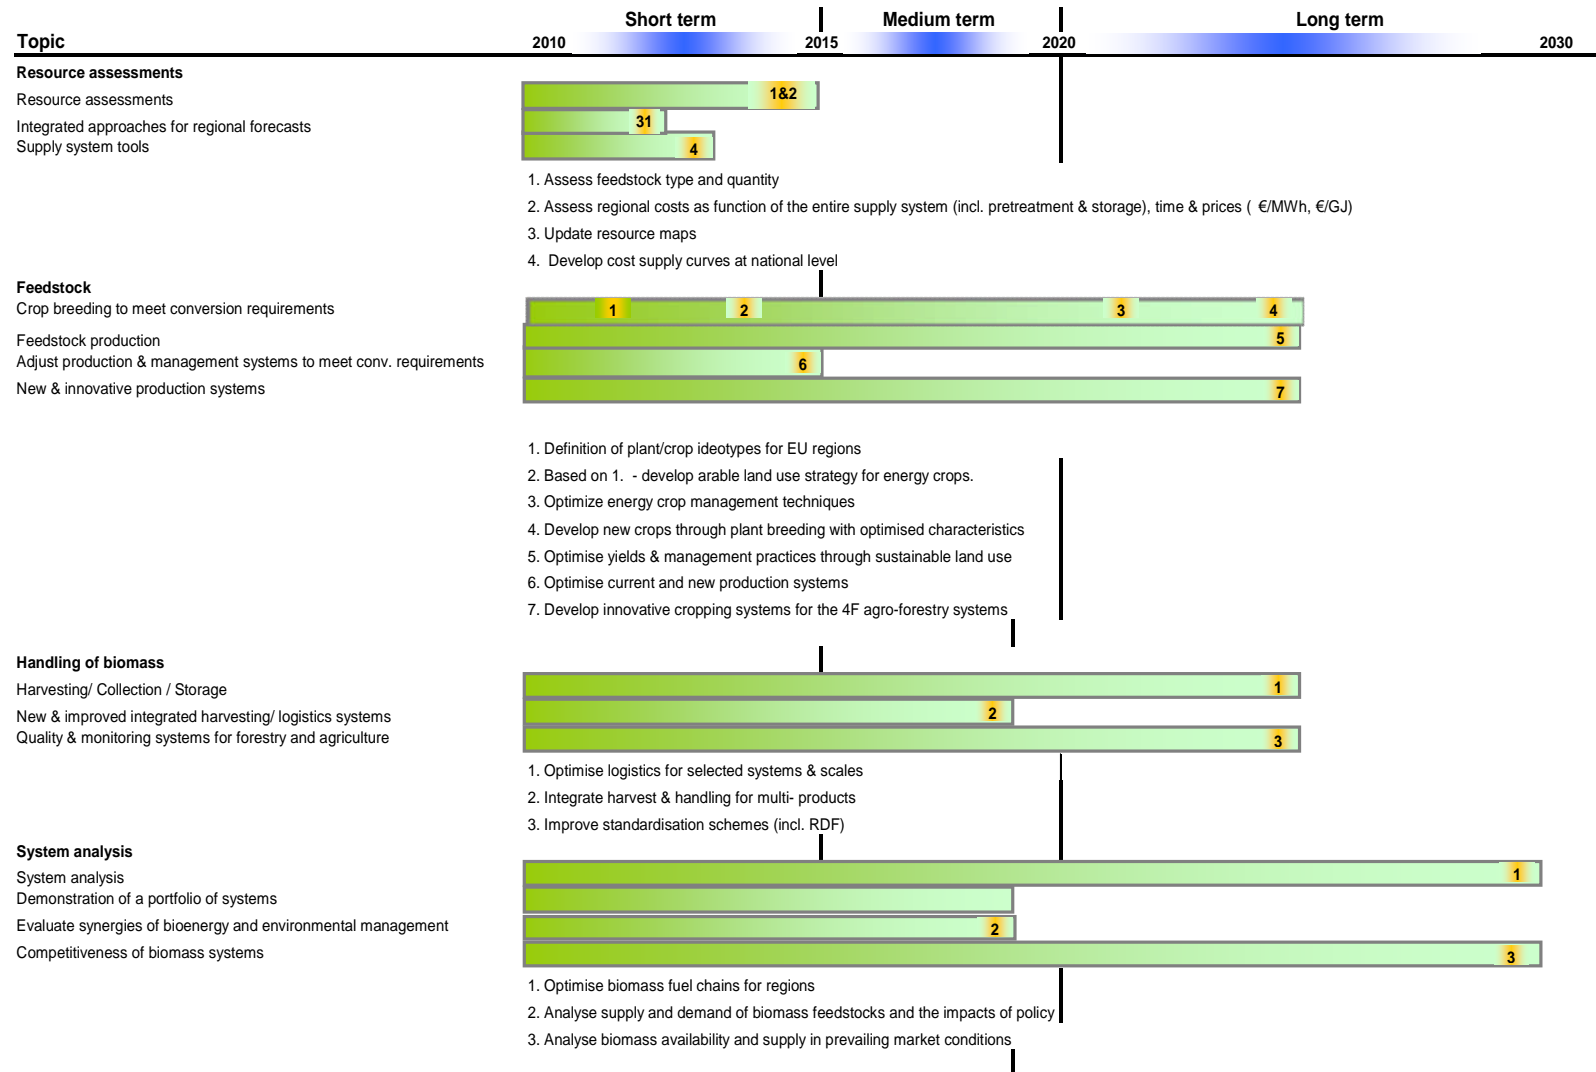 Short term Medium term Long term
Topic 2010 2015 2020 2030
Resource assessments
Resource assessments 1&2
Integrated approaches for regional forecasts 31
Supply system tools 4
1. Assess feedstock type and quantity
2. Assess regional costs as function of the entire supply system (incl. pretreatment & storage), time & prices ( €/MWh, €/GJ)
3. Update resource maps
4. Develop cost supply curves at national level
Feedstock
Crop breeding to meet conversion requirements 1 2 3 4
Feedstock production 5
Adjust production & management systems to meet conv. requirements 6
New & innovative production systems 7
1. Definition of plant/crop ideotypes for EU regions
2. Based on 1. - develop arable land use strategy for energy crops.
3. Optimize energy crop management techniques
4. Develop new crops through plant breeding with optimised characteristics
5. Optimise yields & management practices through sustainable land use
6. Optimise current and new production systems
7. Develop innovative cropping systems for the 4F agro-forestry systems
Handling of biomass
Harvesting/ Collection / Storage 1
New & improved integrated harvesting/ logistics systems 2
Quality & monitoring systems for forestry and agriculture 3
1. Optimise logistics for selected systems & scales
2. Integrate harvest & handling for multi- products
3. Improve standardisation schemes (incl. RDF)
System analysis
System analysis 1
Demonstration of a portfolio of systems
Evaluate synergies of bioenergy and environmental management 2
Competitiveness of biomass systems 3
1. Optimise biomass fuel chains for regions
2. Analyse supply and demand of biomass feedstocks and the impacts of policy
3. Analyse biomass availability and supply in prevailing market conditions